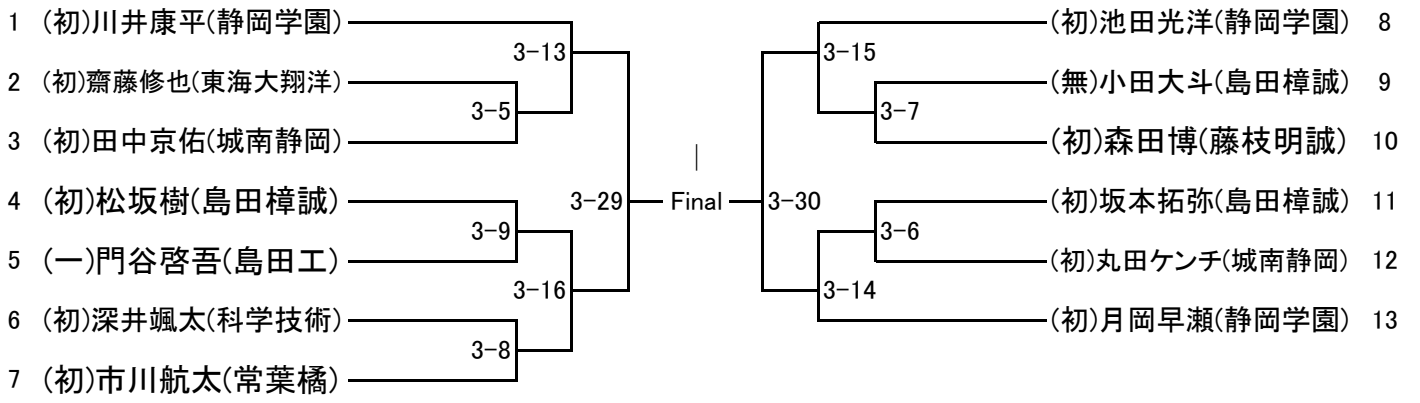 1 (初)川井康平(静岡学園)
2 (初)齋藤修也(東海大翔洋)
3 (初)田中京佑(城南静岡)
4 (初)松坂樹(島田樟誠)
5 (一)門谷啓吾(島田工)
6 (初)深井颯太(科学技術)
7 (初)市川航太(常葉橘)
3-13
3-5
3-9
3-16
3-8
3-29
|
Final
3-30
3-15
3-7
3-6
3-14
(初)池田光洋(静岡学園) 8
(無)小田大斗(島田樟誠) 9
(初)森田博(藤枝明誠) 10
(初)坂本拓弥(島田樟誠) 11
(初)丸田ケンチ(城南静岡) 12
(初)月岡早瀬(静岡学園) 13